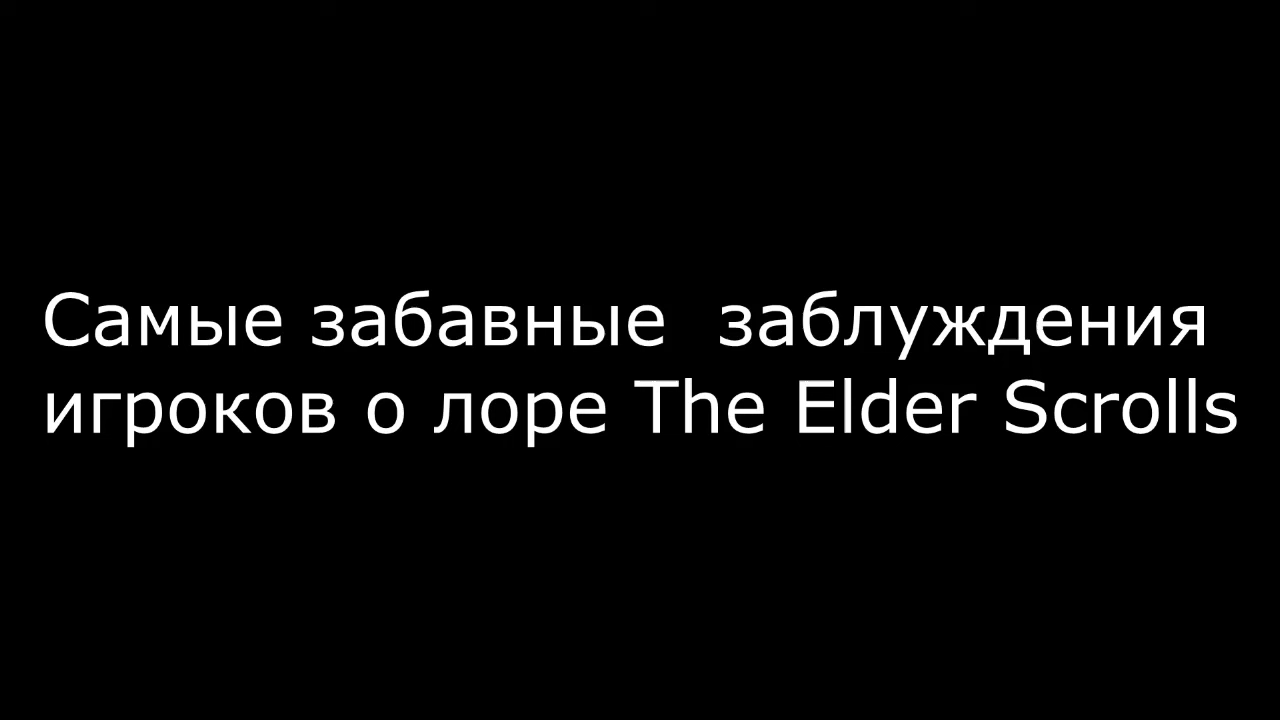 Самые забавные  заблуждения
игроков о лоре The Elder Scrolls